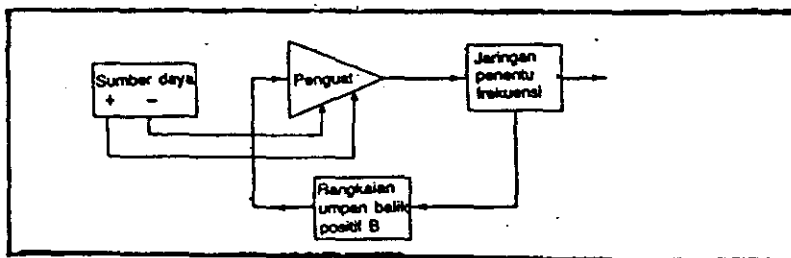 Sumber daya
+ −
Penguat
Jaringan
penentu
frekuensi
Rangkaian
umpan balik
positif B